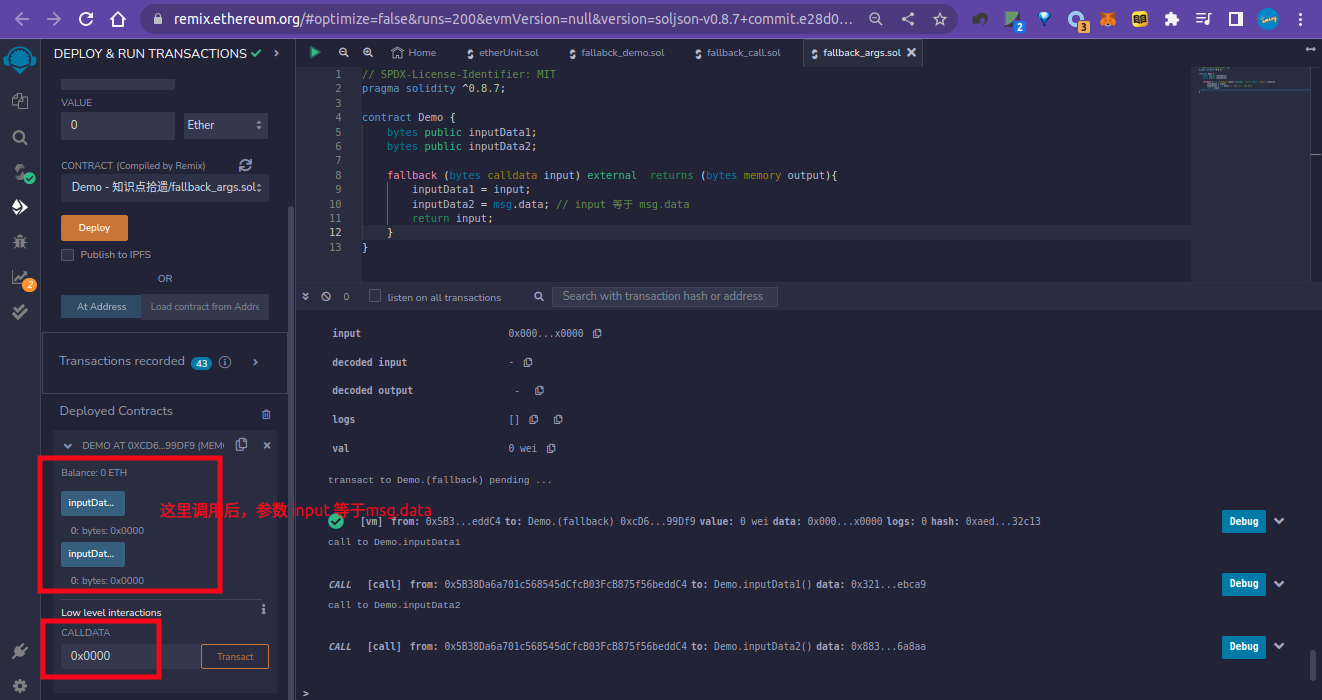 remix.ethereum.org/#optimize=false&runs=200&evmVersion=null&version=soljson-v0.8.7+commit.e28d0...
2
3
DEPLOY & RUN TRANSACTIONS
VALUE
0
Ether
CONTRACT (Compiled by Remix)
Demo - 知识点拾遗/fallback_args.sol
Deploy
Publish to IPFS
OR
At Address
Load contract from Addre
Transactions recorded 43
Deployed Contracts
DEMO AT 0XCD6...99DF9 (MEM
Balance: 0 ETH
inputDat...
0: bytes: 0x0000
inputDat...
0: bytes: 0x0000
Low level interactions
CALLDATA
0x0000
Transact
2
Home
etherUnit.sol
fallabck_demo.sol
fallback_call.sol
fallback_args.sol
1 // SPDX-License-Identifier: MIT
2 pragma solidity ^0.8.7;
3
4 contract Demo {
5 bytes public inputData1;
6 bytes public inputData2;
7
8 fallback (bytes calldata input) external returns (bytes memory output){
9 inputData1 = input;
10 inputData2 = msg.data; // input 等于 msg.data
11 return input;
12 }
13 }
0
listen on all transactions
Search with transaction hash or address
input 0x000...x0000
decoded input -
decoded output -
logs []
val 0 wei
transact to Demo.(fallback) pending ...
这里调用后，参数 input 等于msg.data
[vm] from: 0x5B3...eddC4 to: Demo.(fallback) 0xcD6...99Df9 value: 0 wei data: 0x000...x0000 logs: 0 hash: 0xaed...32c13
Debug
call to Demo.inputData1
CALL [call] from: 0x5B38Da6a701c568545dCfcB03FcB875f56beddC4 to: Demo.inputData1() data: 0x321...ebca9
Debug
call to Demo.inputData2
CALL [call] from: 0x5B38Da6a701c568545dCfcB03FcB875f56beddC4 to: Demo.inputData2() data: 0x883...6a8aa
Debug
>